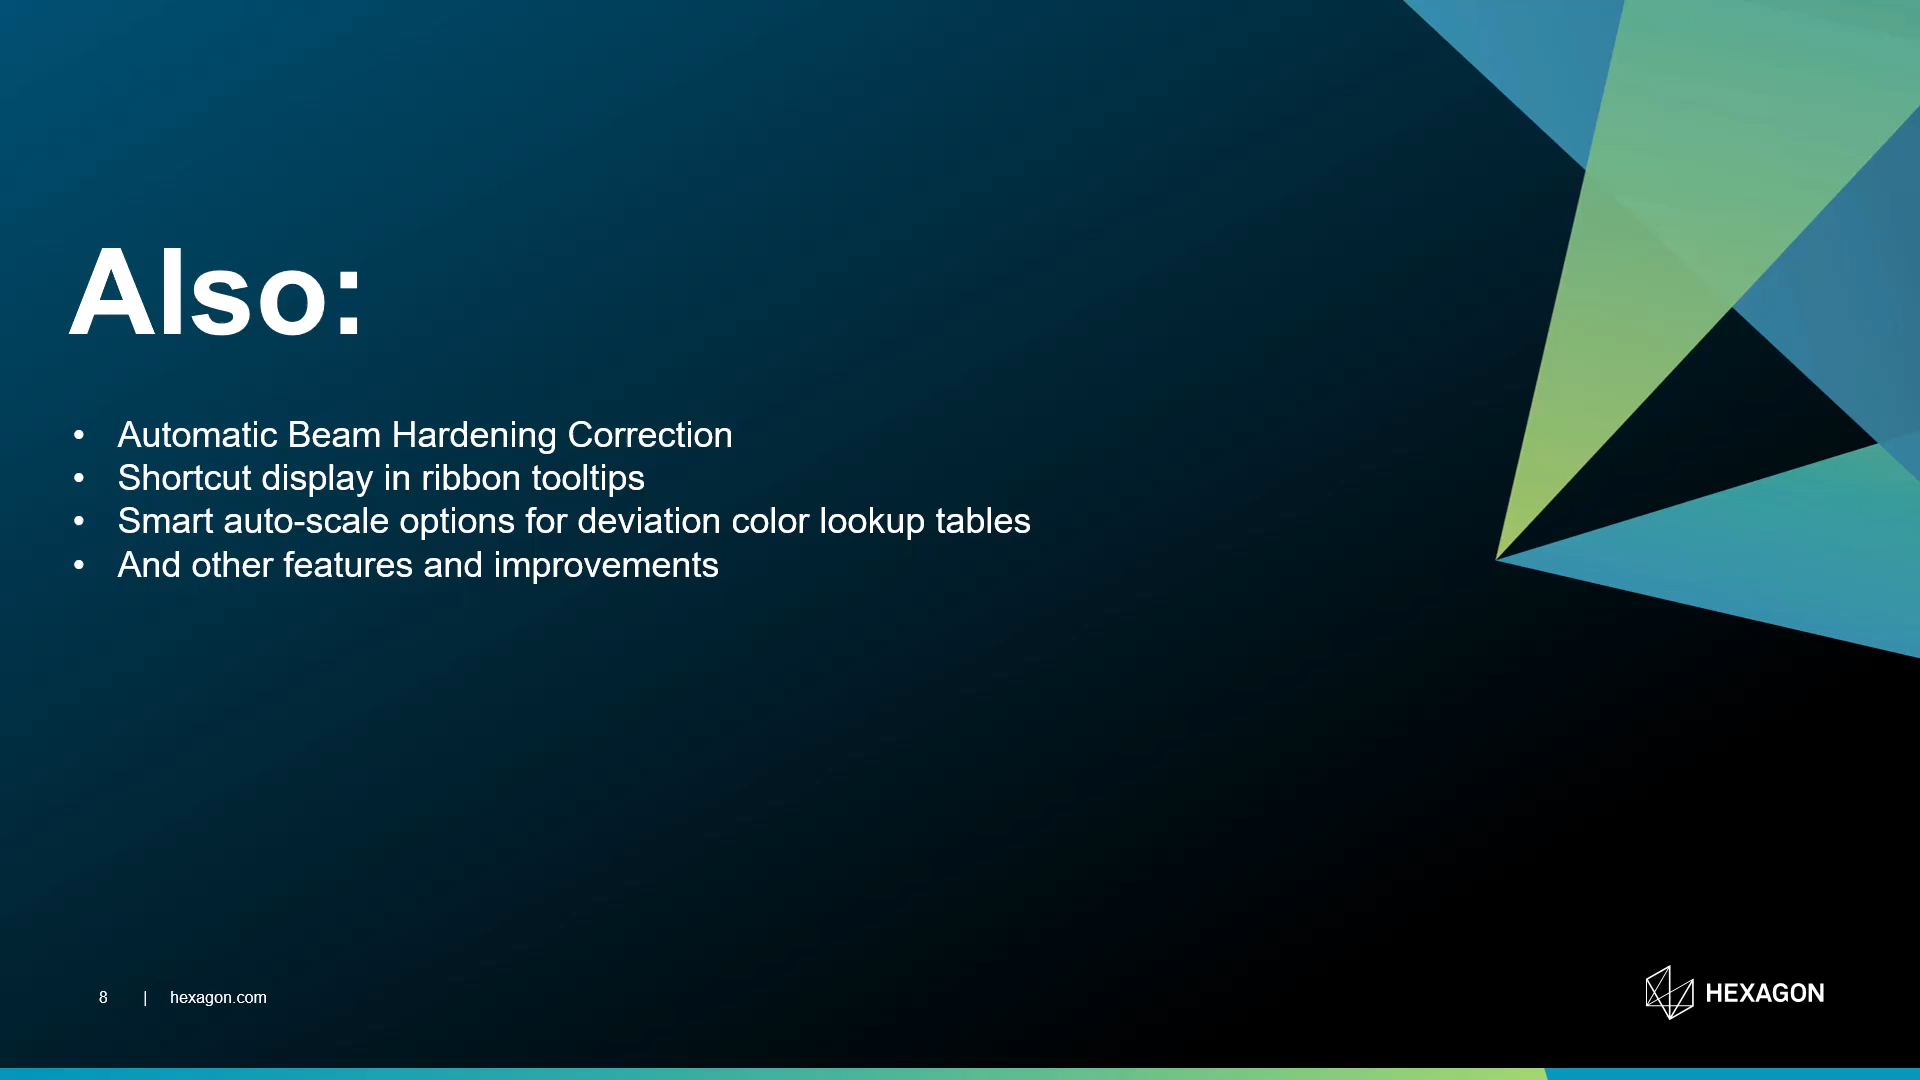 Also:
• Automatic Beam Hardening Correction
• Shortcut display in ribbon tooltips
• Smart auto-scale options for deviation color lookup tables
• And other features and improvements
8 | hexagon.com
HEXAGON